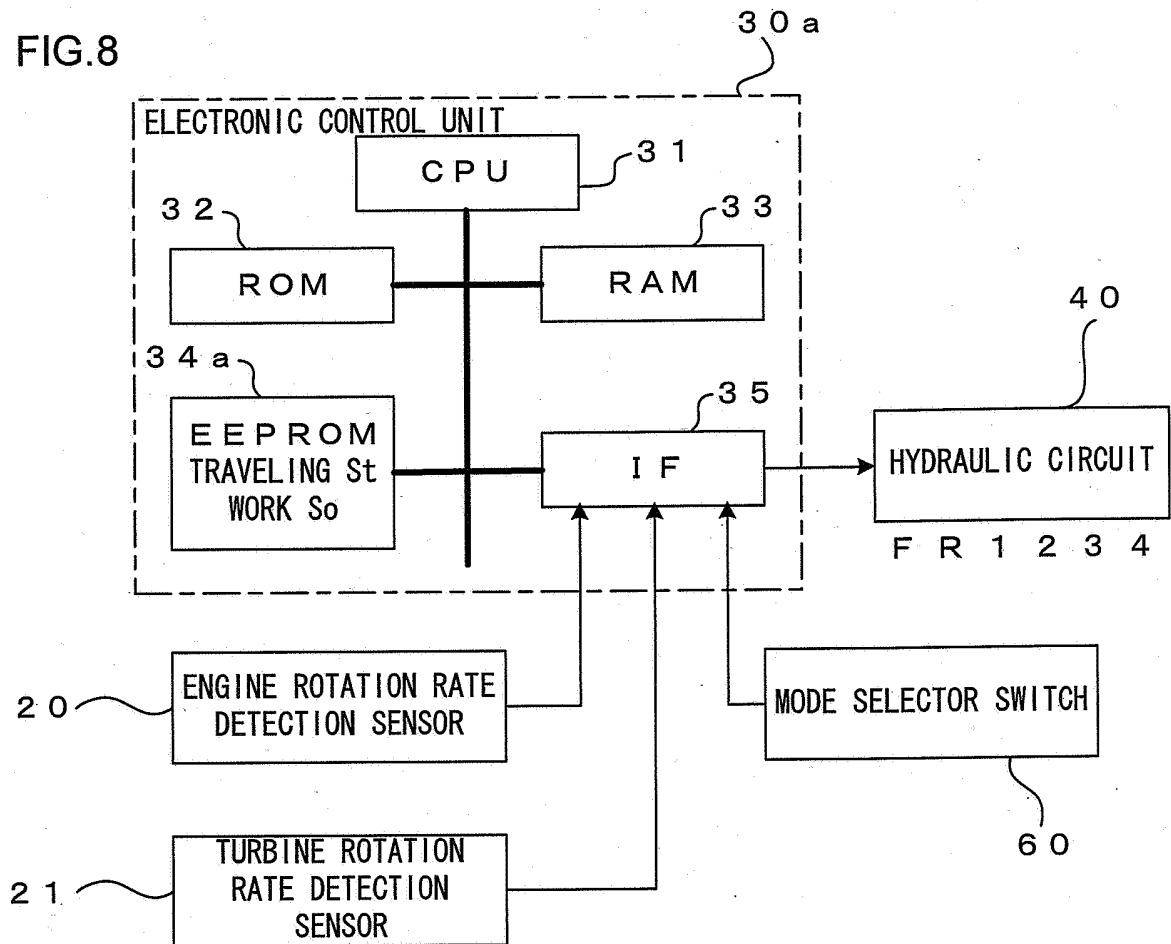 FIG.8
30a
ELECTRONIC CONTROL UNIT
CPU
31
32
ROM
33
RAM
34a
EEPROM
TRAVELING St
WORK So
35
IF
40
HYDRAULIC CIRCUIT
F R 1 2 3 4
20
ENGINE ROTATION RATE
DETECTION SENSOR
MODE SELECTOR SWITCH
60
21
TURBINE ROTATION
RATE DETECTION
SENSOR